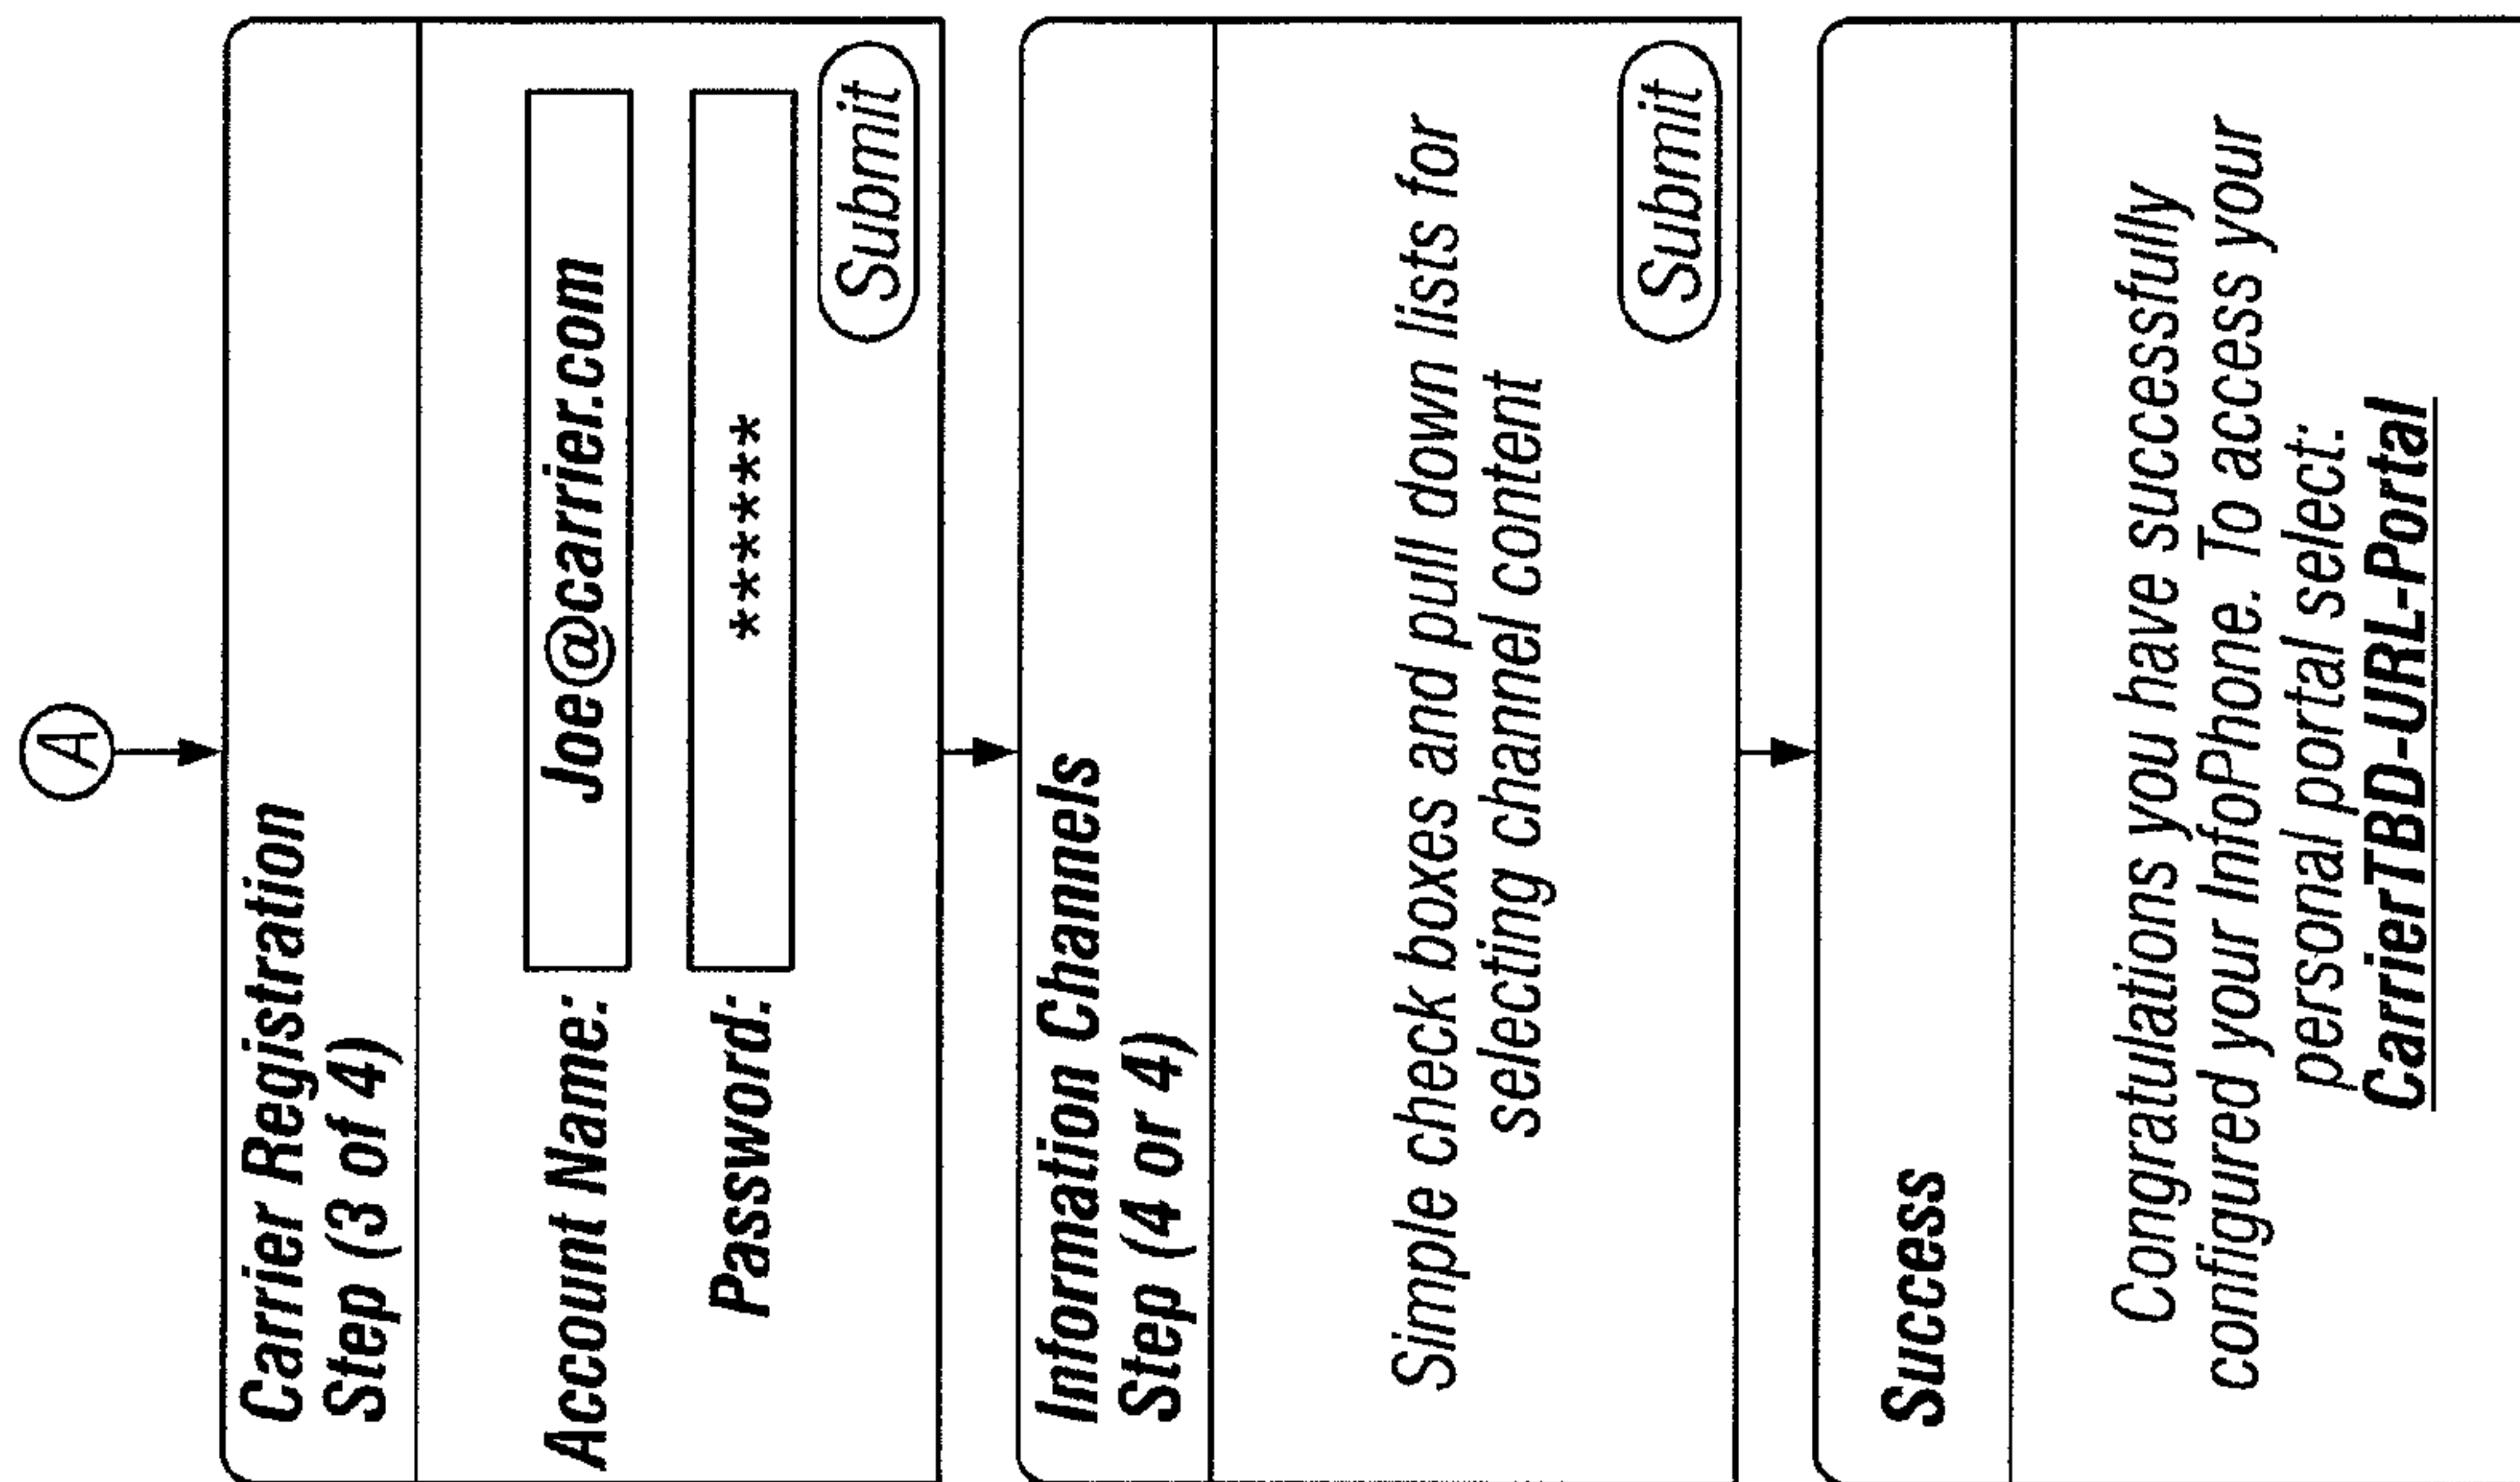 A
Carrier Registration
Step (3 of 4)
Account Name: Joe@carrier.com
Password: *******
Submit
Information Channels
Step (4 or 4)
Simple check boxes and pull down lists for
selecting channel content
Submit
Success
Congratulations you have successfully
configured your InfoPhone. To access your
personal portal select:
CarrierTBD-URL-Portal